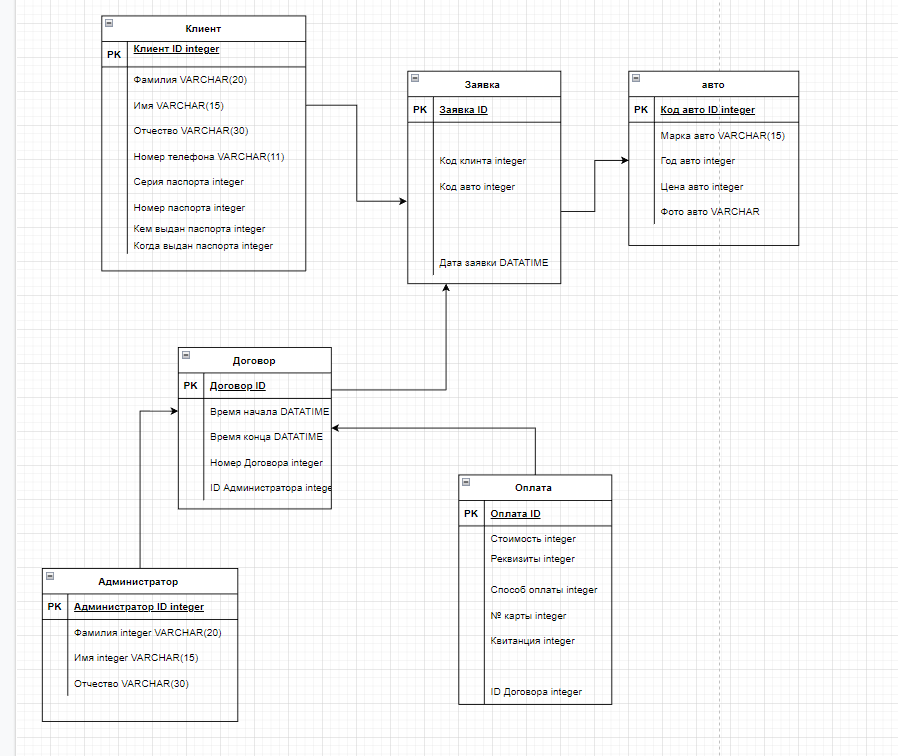 Клиент
PK Клиент ID integer
Фамилия VARCHAR(20)
Имя VARCHAR(15)
Отчество VARCHAR(30)
Номер телефона VARCHAR(11)
Серия паспорта integer
Номер паспорта integer
Кем выдан паспорта integer
Когда выдан паспорта integer
Заявка
PK Заявка ID
Код клинта integer
Код авто integer
Дата заявки DATATIME
авто
PK Код авто ID integer
Марка авто VARCHAR(15)
Год авто integer
Цена авто integer
Фото авто VARCHAR
Договор
PK Договор ID
Время начала DATATIME
Время конца DATATIME
Номер Договора integer
ID Администратора intege
Оплата
PK Оплата ID
Стоимость integer
Реквизиты integer
Способ оплаты integer
№ карты integer
Квитанция integer
ID Договора integer
Администратор
PK Администратор ID integer
Фамилия integer VARCHAR(20)
Имя integer VARCHAR(15)
Отчество VARCHAR(30)